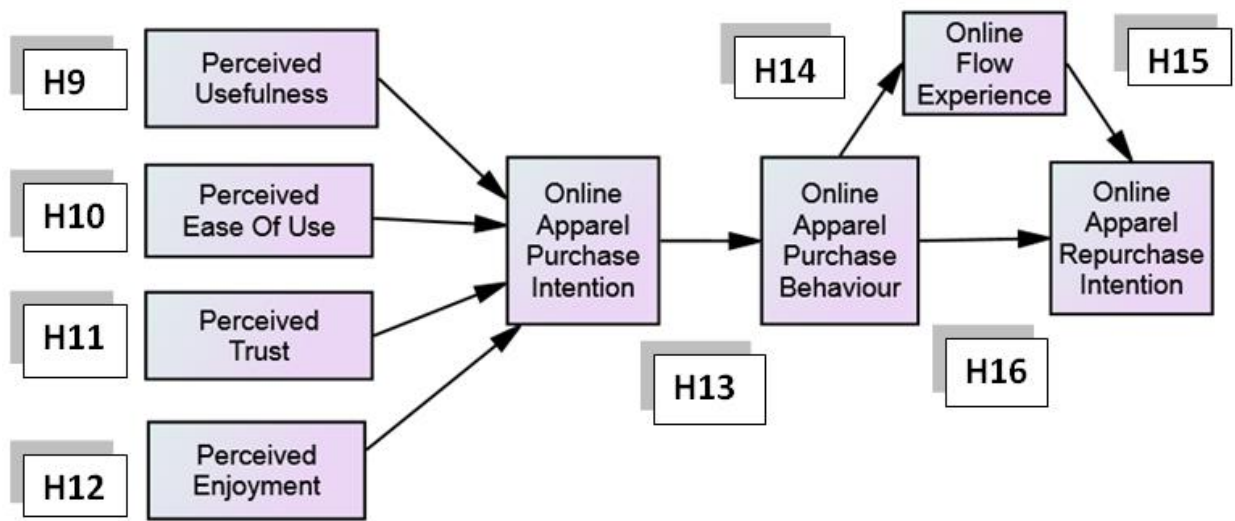 H9
Perceived
Usefulness
H10
Perceived
Ease Of Use
H11
Perceived
Trust
H12
Perceived
Enjoyment
Online
Apparel
Purchase
Intention
H13
Online
Apparel
Purchase
Behaviour
H14
Online
Flow
Experience
H15
H16
Online
Apparel
Repurchase
Intention